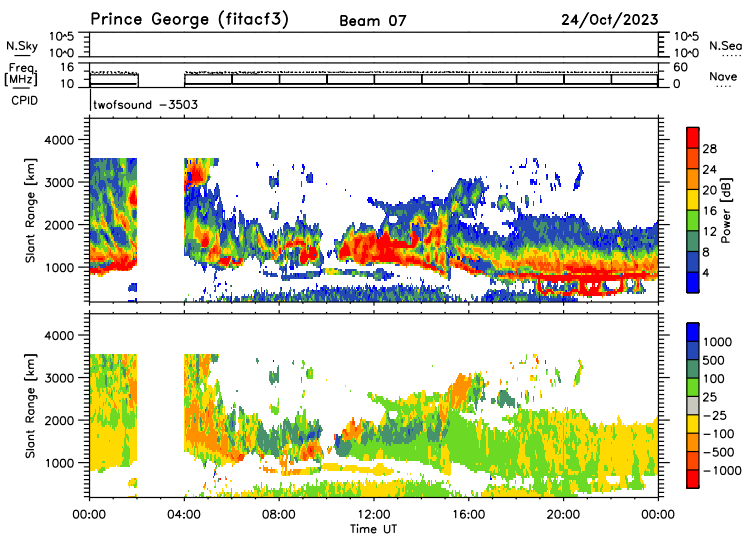 Prince George (fitacf3) Beam 07 24/Oct/2023
N.Sky 10^5 10^5 N.Sea
10^0 10^0
Freq. 16 60 Nave
[MHz] 10 0
CPID twofsound -3503
Slant Range [km]
4000
3000
2000
1000
28
24
20
16
12
8
4
Power [dB]
Slant Range [km]
4000
3000
2000
1000
1000
500
100
25
-25
-100
-500
-1000
00:00 04:00 08:00 12:00 16:00 20:00 00:00
Time UT